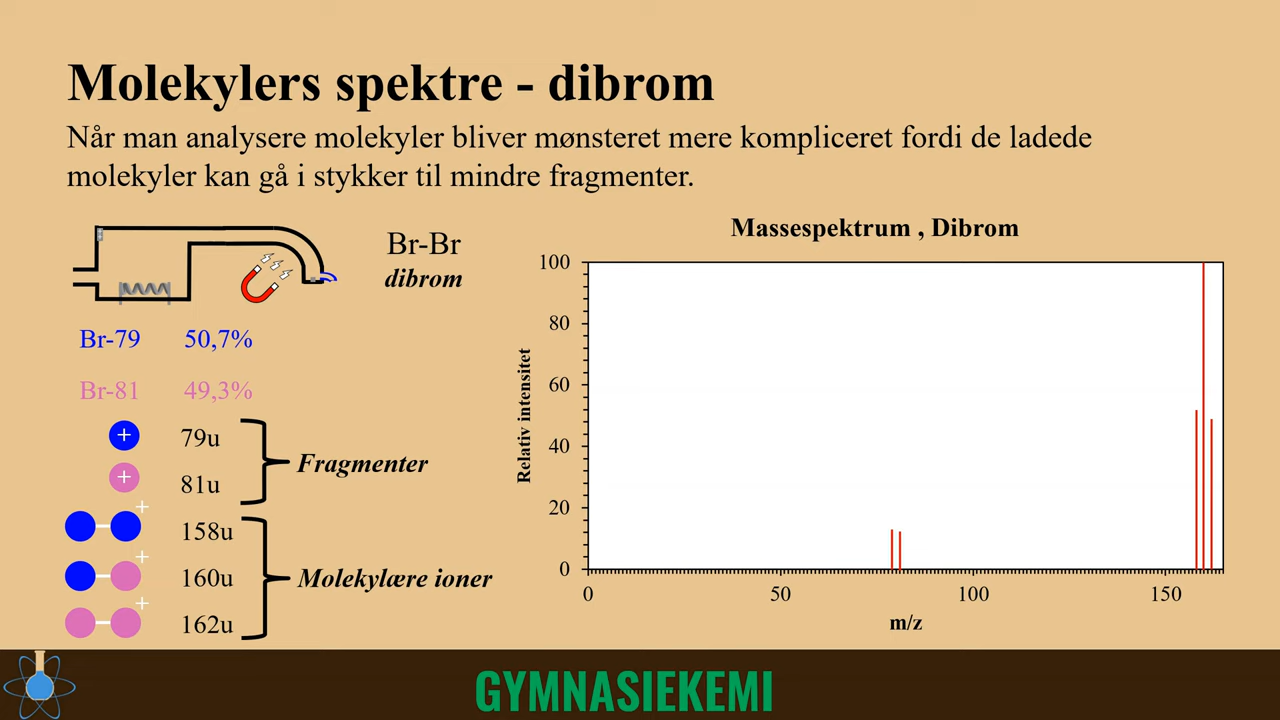 Molekylers spektre - dibrom
Når man analysere molekyler bliver mønsteret mere kompliceret fordi de ladede
molekyler kan gå i stykker til mindre fragmenter.
Br-Br
dibrom
Br-79 50,7%
Br-81 49,3%
+ 79u
+ 81u
Fragmenter
+ 158u
+ 160u
+ 162u
Molekylære ioner
Massespektrum , Dibrom
Relativ intensitet
100
80
60
40
20
0
0 50 100 150
m/z
GYMNASIEKEMI